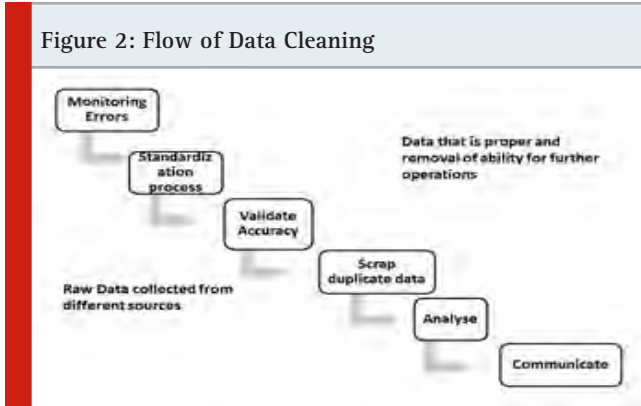 Figure 2: Flow of Data Cleaning
Monitoring
Errors
Data that is proper and
removal of ability for further
operations
Standardiz
ation
process
Validate
Accuracy
Scrap
duplicate data
Raw Data collected from
different sources
Analyse
Communicate